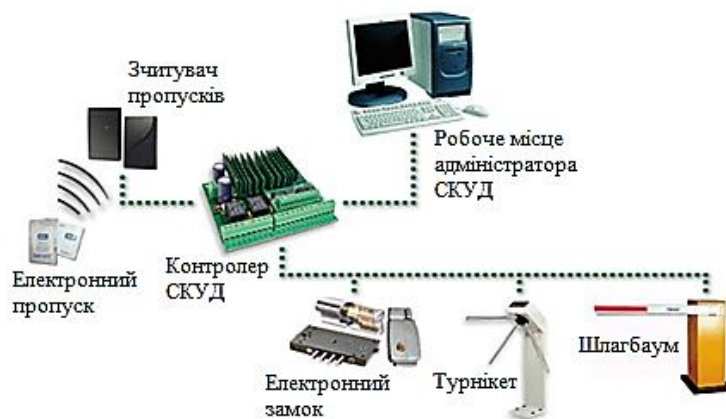 Зчитувач
пропусків
Робоче місце
адміністратора
СКУД
Електронний
пропуск
Контролер
СКУД
Електронний
замок
Турнікет
Шлагбаум